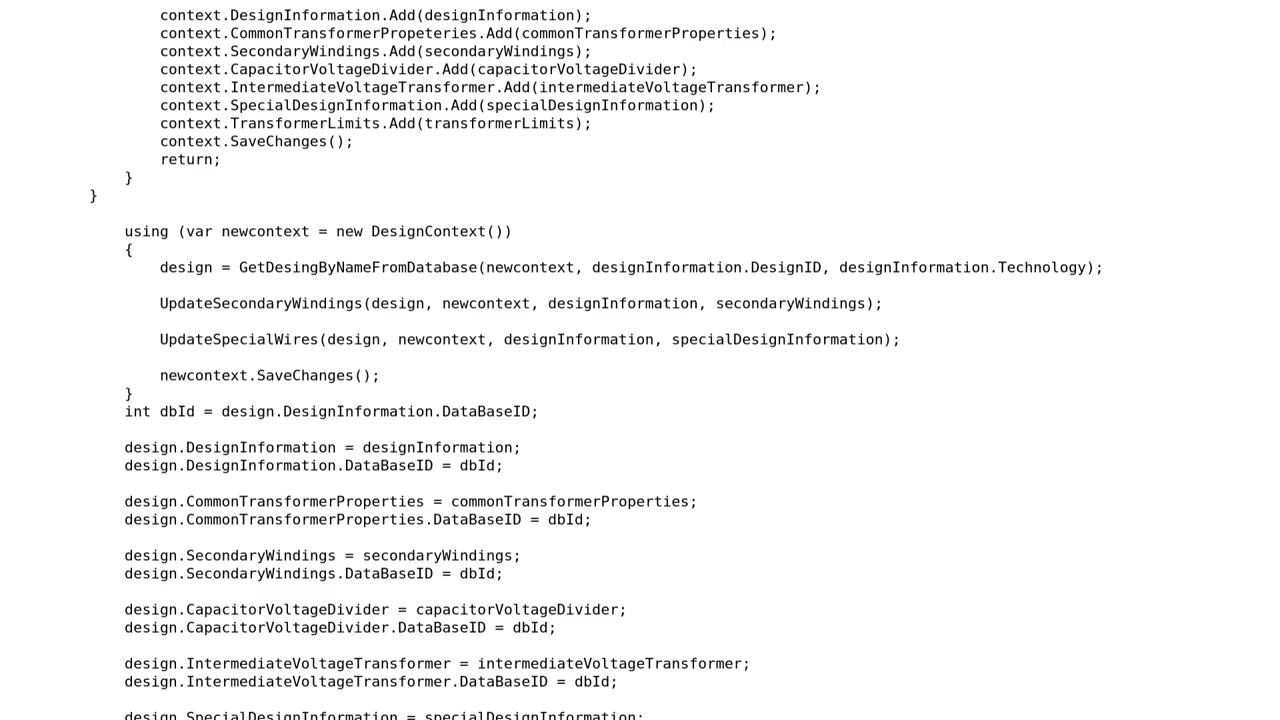 context.DesignInformation.Add(designInformation);
context.CommonTransformerPropeteries.Add(commonTransformerProperties);
context.SecondaryWindings.Add(secondaryWindings);
context.CapacitorVoltageDivider.Add(capacitorVoltageDivider);
context.IntermediateVoltageTransformer.Add(intermediateVoltageTransformer);
context.SpecialDesignInformation.Add(specialDesignInformation);
context.TransformerLimits.Add(transformerLimits);
context.SaveChanges();
return;
}
}
using (var newcontext = new DesignContext())
{
design = GetDesingByNameFromDatabase(newcontext, designInformation.DesignID, designInformation.Technology);
UpdateSecondaryWindings(design, newcontext, designInformation, secondaryWindings);
UpdateSpecialWires(design, newcontext, designInformation, specialDesignInformation);
newcontext.SaveChanges();
}
int dbId = design.DesignInformation.DataBaseID;
design.DesignInformation = designInformation;
design.DesignInformation.DataBaseID = dbId;
design.CommonTransformerProperties = commonTransformerProperties;
design.CommonTransformerProperties.DataBaseID = dbId;
design.SecondaryWindings = secondaryWindings;
design.SecondaryWindings.DataBaseID = dbId;
design.CapacitorVoltageDivider = capacitorVoltageDivider;
design.CapacitorVoltageDivider.DataBaseID = dbId;
design.IntermediateVoltageTransformer = intermediateVoltageTransformer;
design.IntermediateVoltageTransformer.DataBaseID = dbId;
design.SpecialDesignInformation = specialDesignInformation;